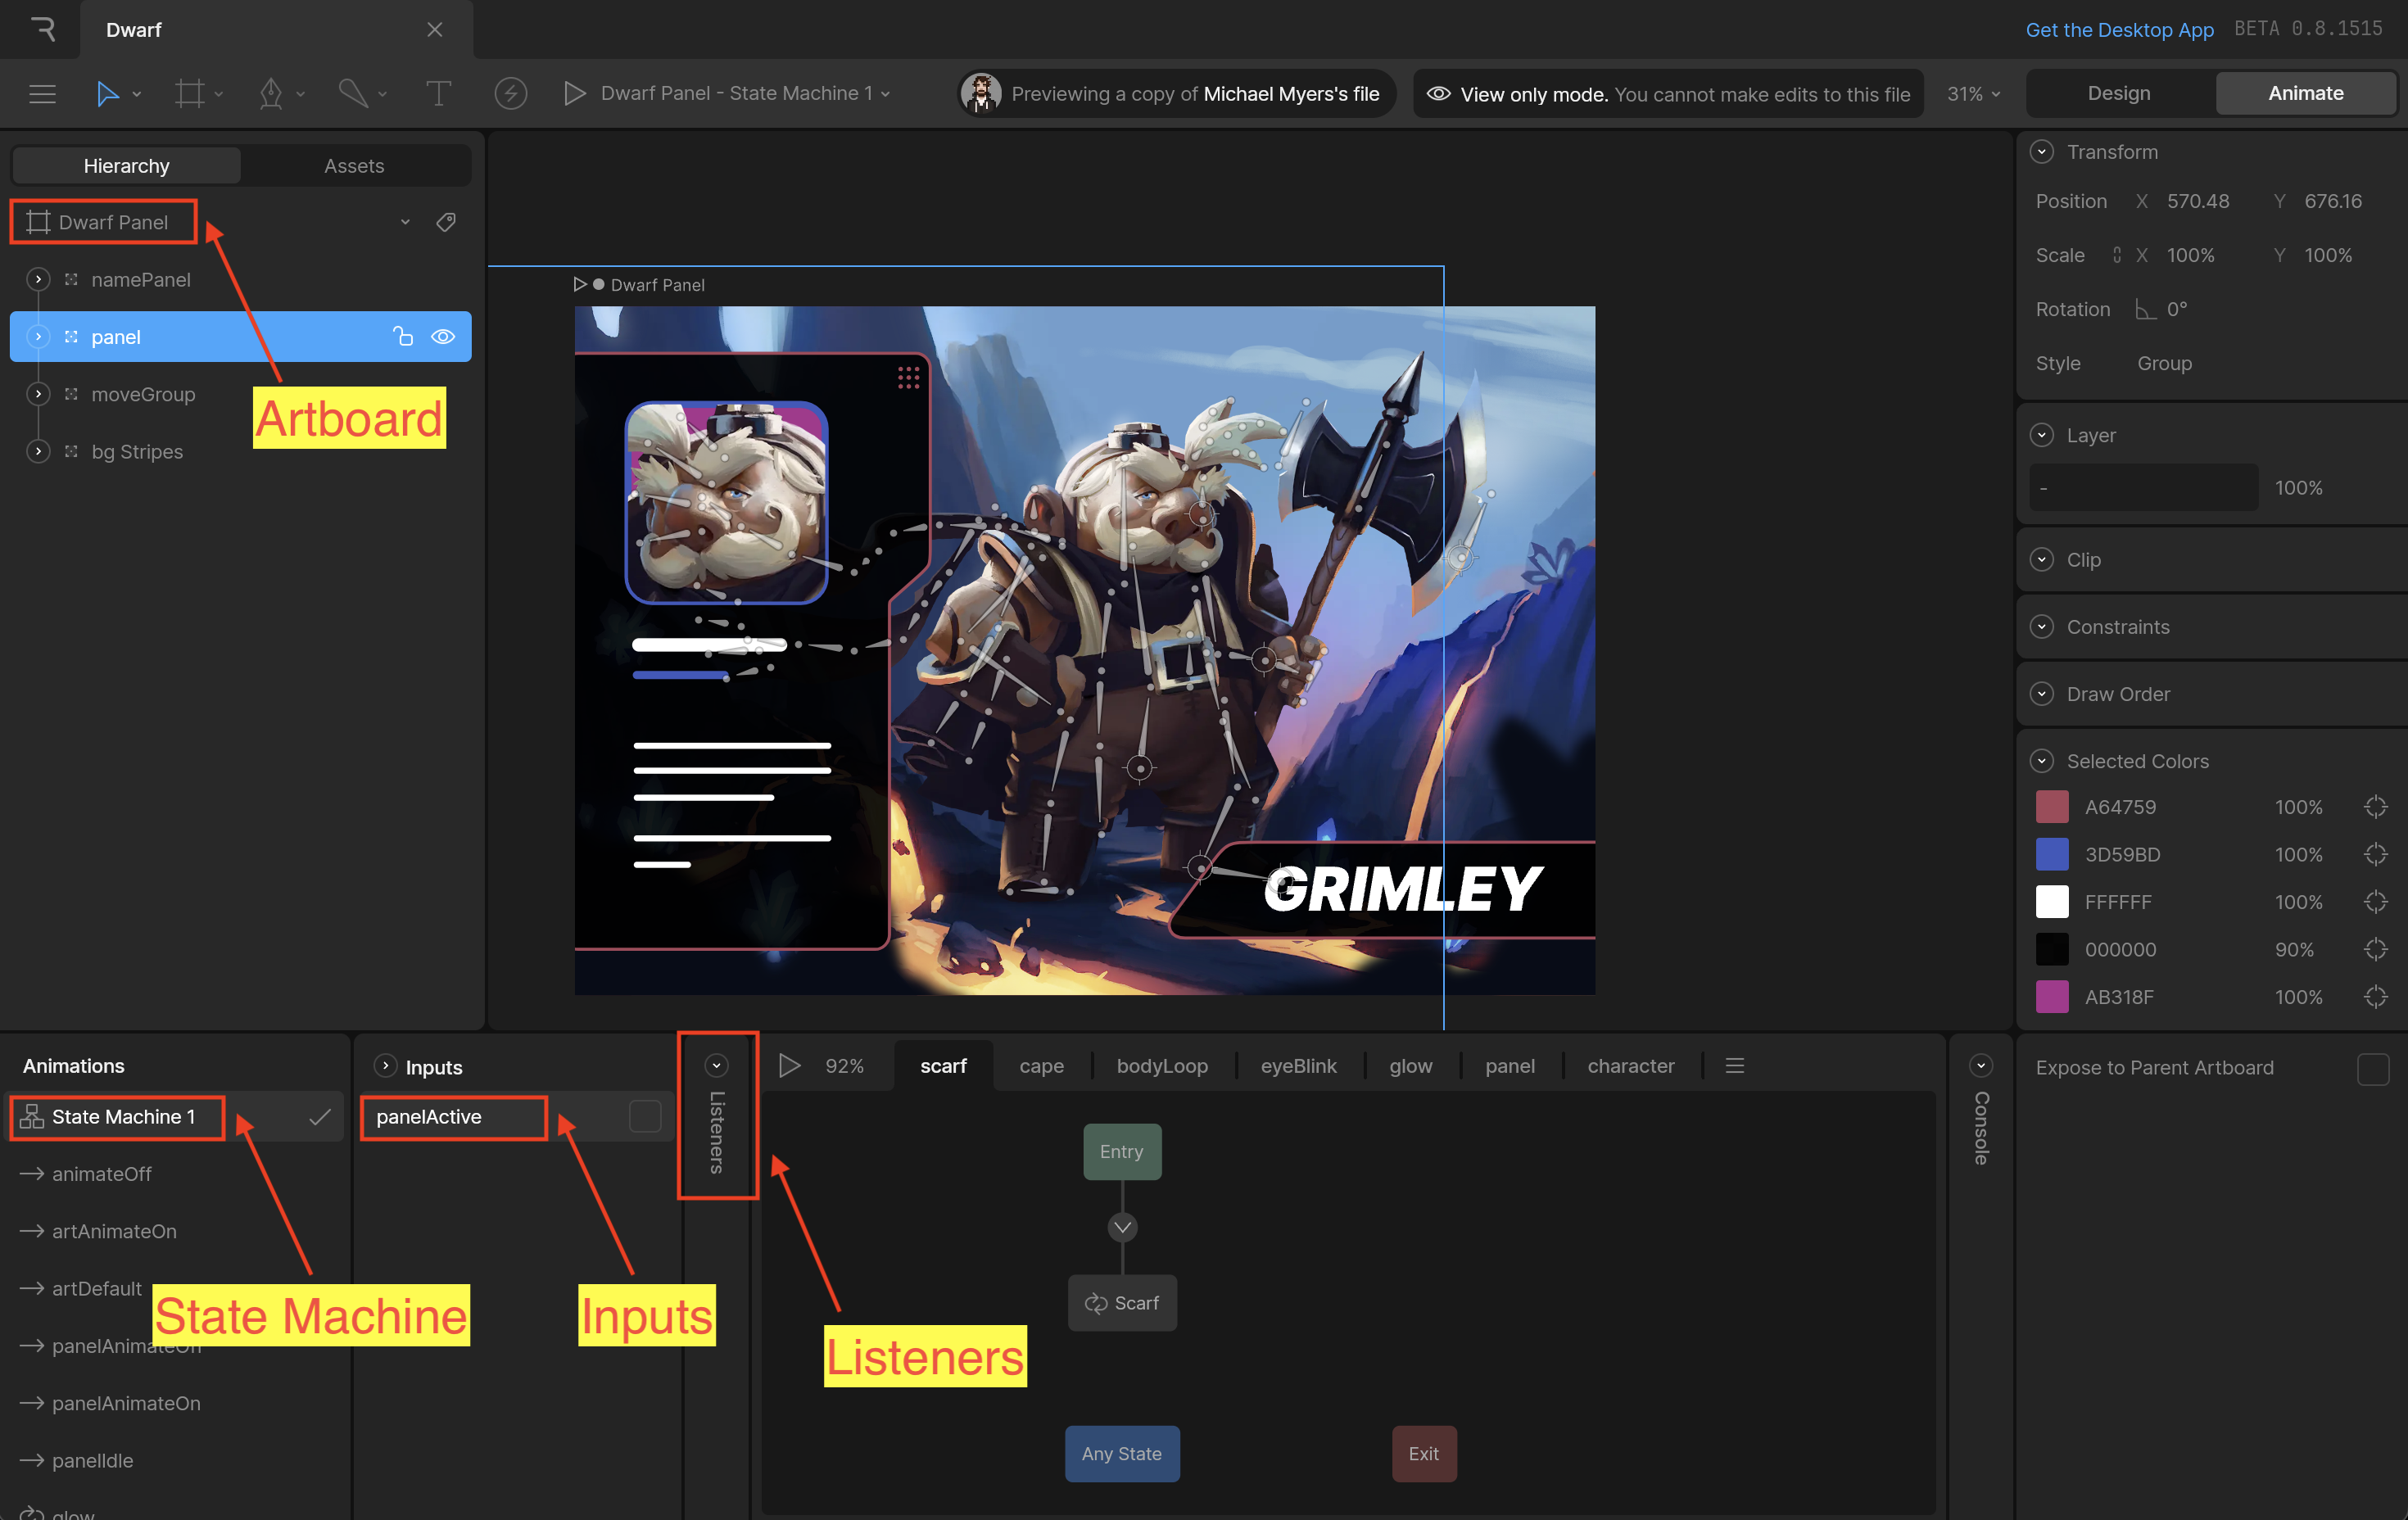 Dwarf
Get the Desktop App BETA 0.8.1515
Dwarf Panel - State Machine 1
Previewing a copy of Michael Myers's file
View only mode. You cannot make edits to this file
31%
Design Animate
Hierarchy Assets
Dwarf Panel
namePanel
panel
moveGroup
bg Stripes
Artboard
Dwarf Panel
GRIMLEY
Transform
Position X 570.48 Y 676.16
Scale X 100% Y 100%
Rotation 0°
Style Group
Layer
- 100%
Clip
Constraints
Draw Order
Selected Colors
A64759 100%
3D59BD 100%
FFFFFF 100%
000000 90%
AB318F 100%
Animations
State Machine 1
animateOff
artAnimateOn
artDefault
panelAnimateOff
panelAnimateOn
panelIdle
glow
State Machine
Inputs
panelActive
Inputs
Listeners
Listeners
92%
scarf cape bodyLoop eyeBlink glow panel character
Entry
Scarf
Any State
Exit
Console
Expose to Parent Artboard